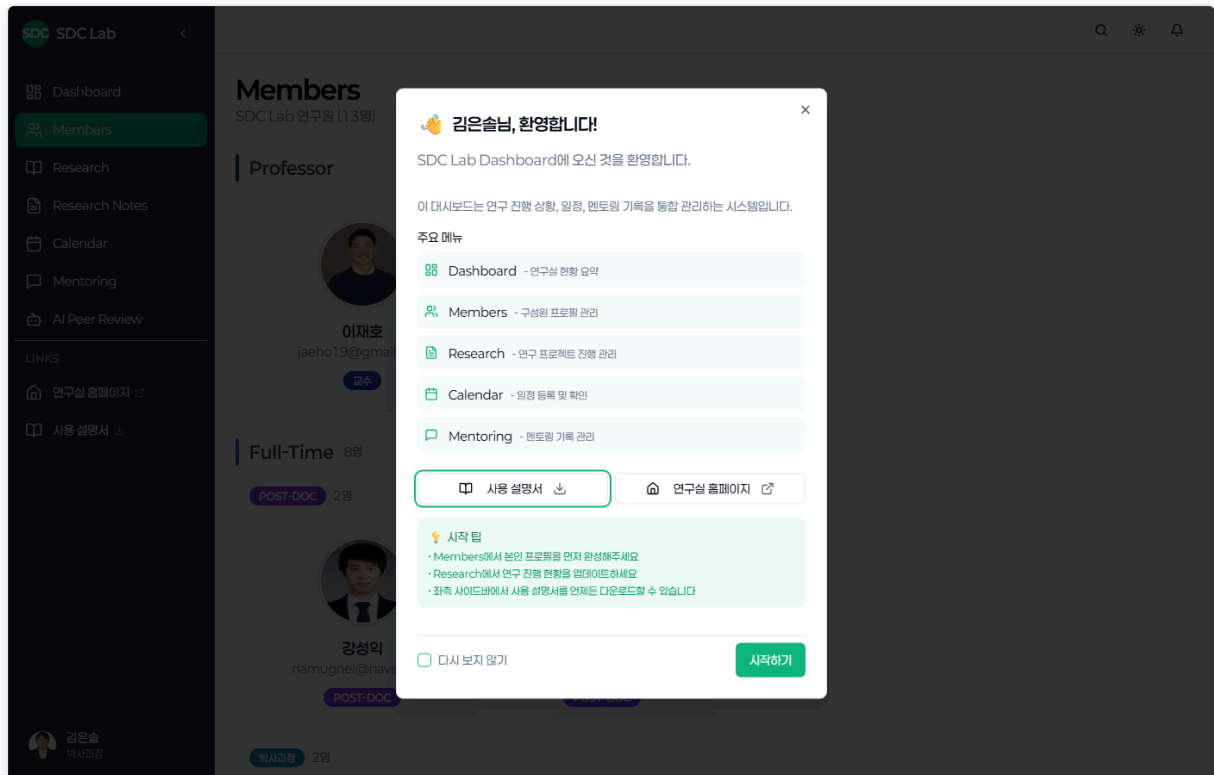 SDC SDC Lab
Dashboard
Members
Research
Research Notes
Calendar
Mentoring
AI Peer Review
LINKS
연구실 홈페이지
사용 설명서
김은솔
박사과정
Members
SDC Lab 연구원 (13명)
Professor
이재호
jaeho19@gmai
교수
Full-Time 8명
POST-DOC 2명
강성익
namugnel@nave
POST-DOC
POST-DOC
박사과정 2명
👋 김은솔님, 환영합니다!
SDC Lab Dashboard에 오신 것을 환영합니다.
이 대시보드는 연구 진행 상황, 일정, 멘토링 기록을 통합 관리하는 시스템입니다.
주요 메뉴
Dashboard - 연구실 현황 요약
Members - 구성원 프로필 관리
Research - 연구 프로젝트 진행 관리
Calendar - 일정 등록 및 확인
Mentoring - 멘토링 기록 관리
사용 설명서
연구실 홈페이지
💡 시작 팁
• Members에서 본인 프로필을 먼저 완성해주세요
• Research에서 연구 진행 현황을 업데이트하세요
• 좌측 사이드바에서 사용 설명서를 언제든 다운로드할 수 있습니다
다시 보지 않기
시작하기